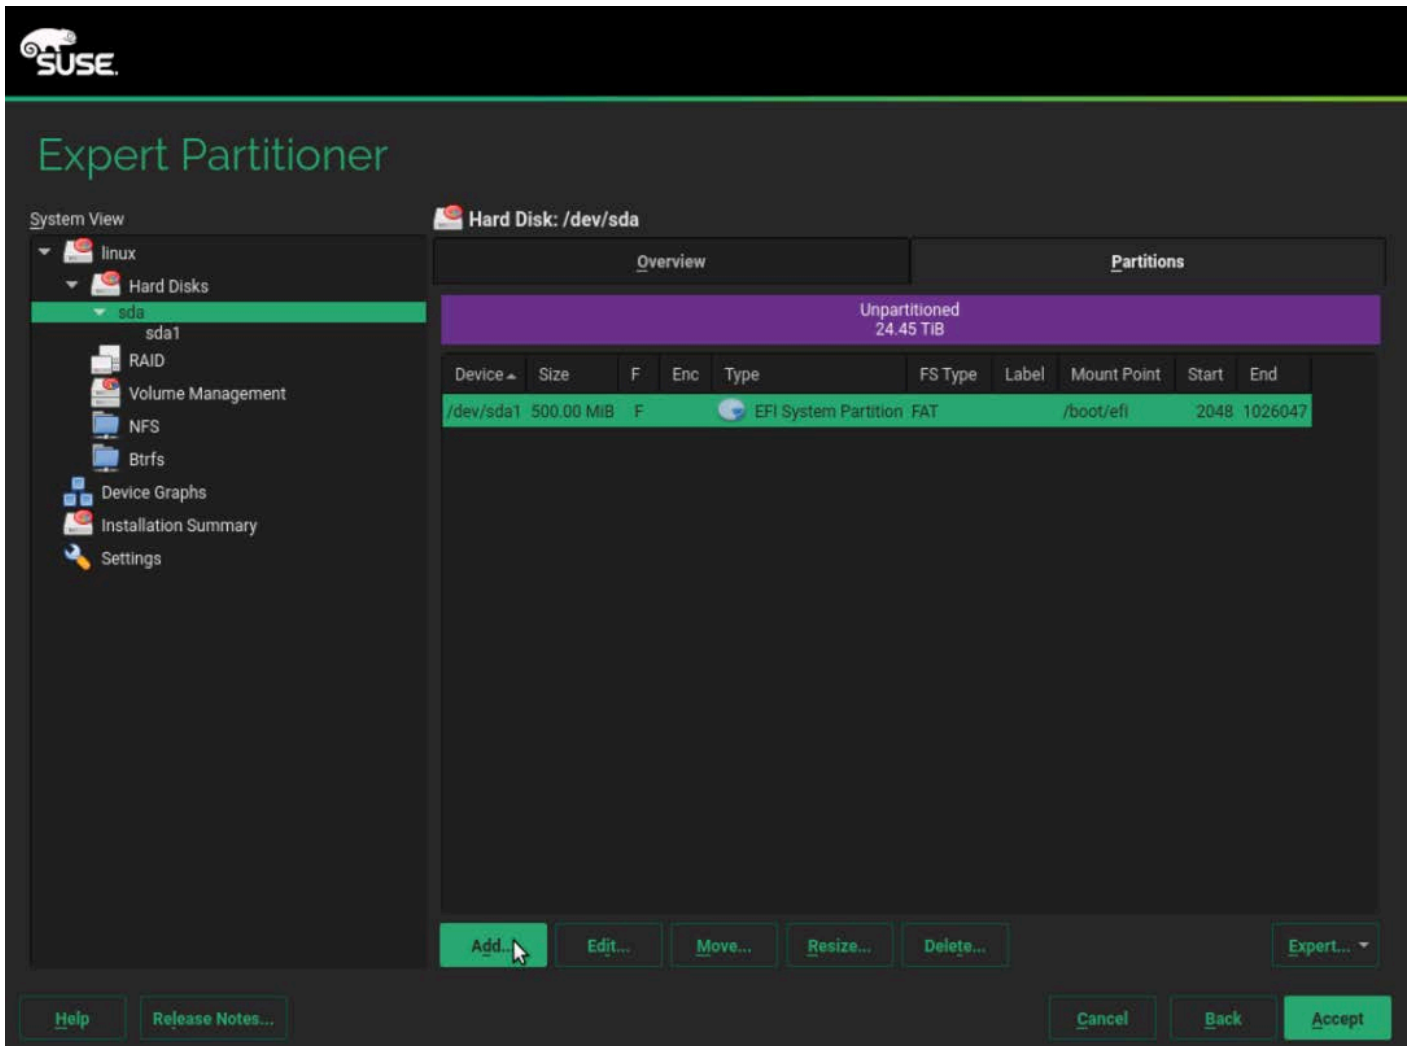 SUSE.
Expert Partitioner
System View
linux
Hard Disks
sda
sda1
RAID
Volume Management
NFS
Btrfs
Device Graphs
Installation Summary
Settings
Hard Disk: /dev/sda
Overview Partitions
Unpartitioned
24.45 TiB
Device Size F Enc Type FS Type Label Mount Point Start End
/dev/sda1 500.00 MiB F EFI System Partition FAT /boot/efi 2048 1026047
Add... Edit... Move... Resize... Delete... Expert...
Help Release Notes... Cancel Back Accept